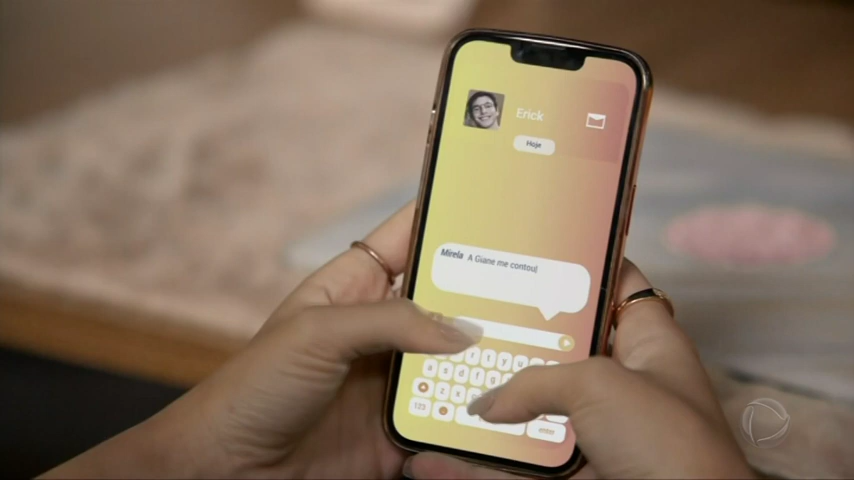 Erick
Hoje
Mirela A Giane me contou
r t y u
a s d f g
z x
123
enter